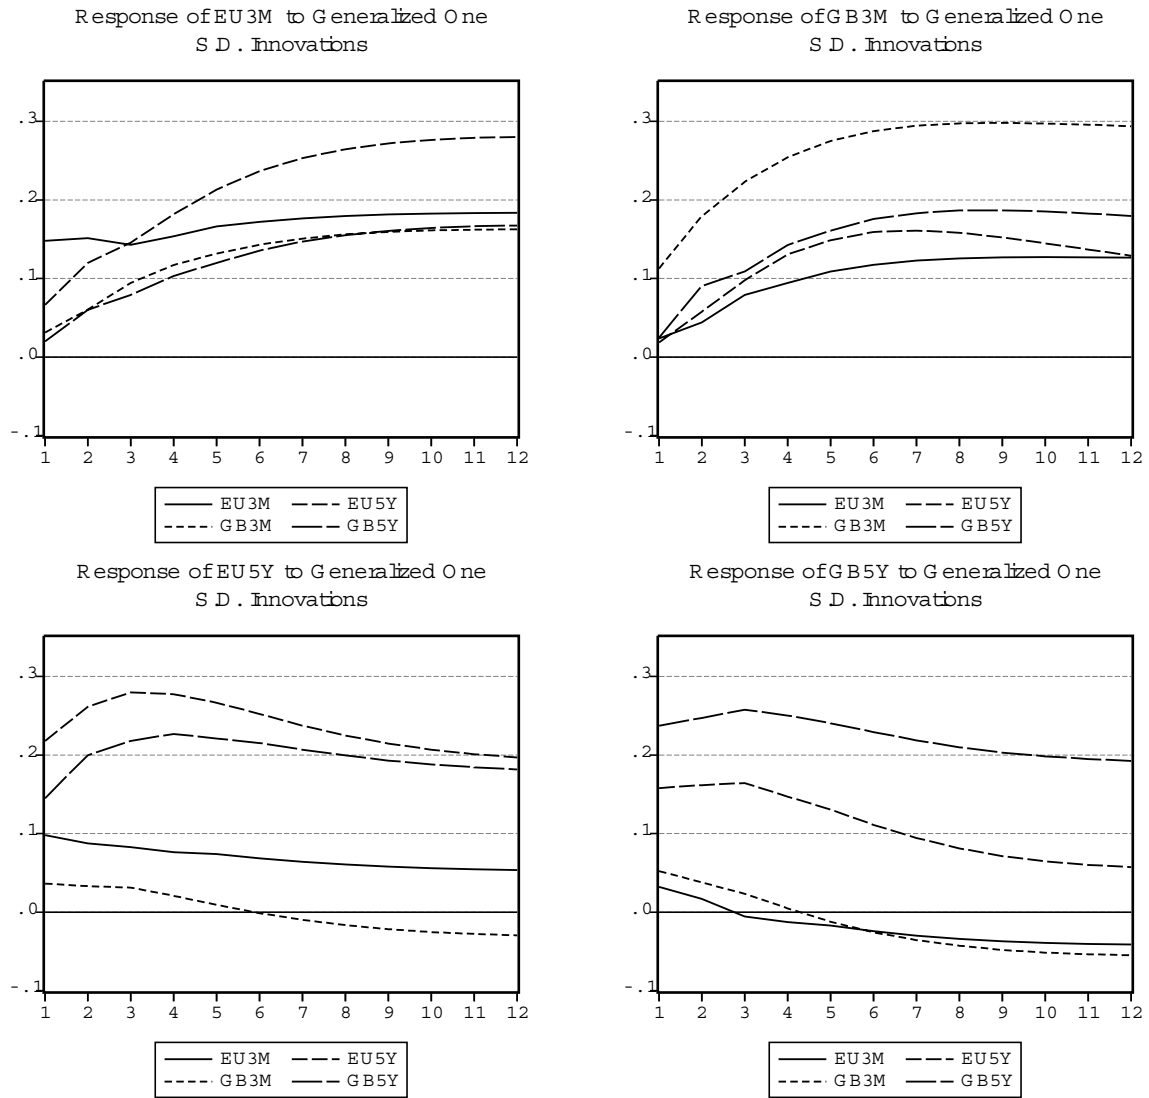 Response of EU3M to Generalized One
S.D. Innovations
.3
.2
.1
.0
-.1
1 2 3 4 5 6 7 8 9 10 11 12
EU3M EU5Y
GB3M GB5Y
Response of GB3M to Generalized One
S.D. Innovations
.3
.2
.1
.0
-.1
1 2 3 4 5 6 7 8 9 10 11 12
EU3M EU5Y
GB3M GB5Y
Response of EU5Y to Generalized One
S.D. Innovations
.3
.2
.1
.0
-.1
1 2 3 4 5 6 7 8 9 10 11 12
EU3M EU5Y
GB3M GB5Y
Response of GB5Y to Generalized One
S.D. Innovations
.3
.2
.1
.0
-.1
1 2 3 4 5 6 7 8 9 10 11 12
EU3M EU5Y
GB3M GB5Y